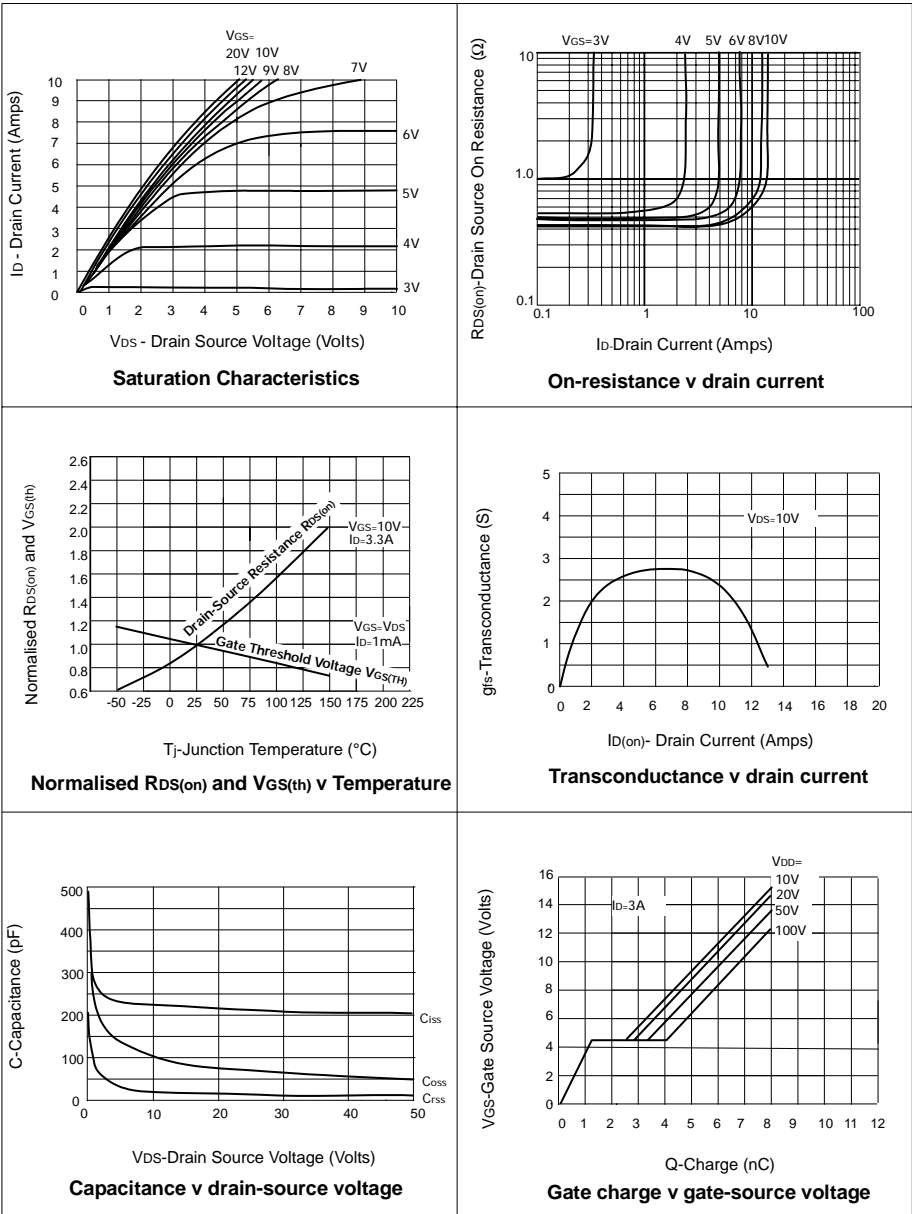 VGS=
20V 10V
12V 9V 8V 7V
10
9
8
7
6
5
4
3
2
1
0
6V
5V
4V
3V
0 1 2 3 4 5 6 7 8 9 10
ID - Drain Current (Amps)
VDS - Drain Source Voltage (Volts)
Saturation Characteristics
VGS=3V 4V 5V 6V 8V 10V
10
1.0
0.1
0.1 1 10 100
RDS(on)-Drain Source On Resistance (Ω)
ID-Drain Current (Amps)
On-resistance v drain current
2.6
2.4
2.2
2.0
1.8
1.6
1.4
1.2
1.0
0.8
0.6
Normalised RDS(on) and VGS(th)
Drain-Source Resistance RDS(on)
VGS=10V
ID=3.3A
VGS=VDS
ID=1mA
Gate Threshold Voltage VGS(TH)
-50 -25 0 25 50 75 100 125 150 175 200 225
Tj-Junction Temperature (°C)
Normalised RDS(on) and VGS(th) v Temperature
5
4
3
2
1
0
gfs-Transconductance (S)
VDS=10V
0 2 4 6 8 10 12 14 16 18 20
ID(on)- Drain Current (Amps)
Transconductance v drain current
500
400
300
200
100
0
C-Capacitance (pF)
Ciss
Coss
Crss
0 10 20 30 40 50
VDS-Drain Source Voltage (Volts)
Capacitance v drain-source voltage
16
14
12
10
8
6
4
2
0
VGS-Gate Source Voltage (Volts)
ID=3A
VDD=
10V
20V
50V
100V
0 1 2 3 4 5 6 7 8 9 10 11 12
Q-Charge (nC)
Gate charge v gate-source voltage